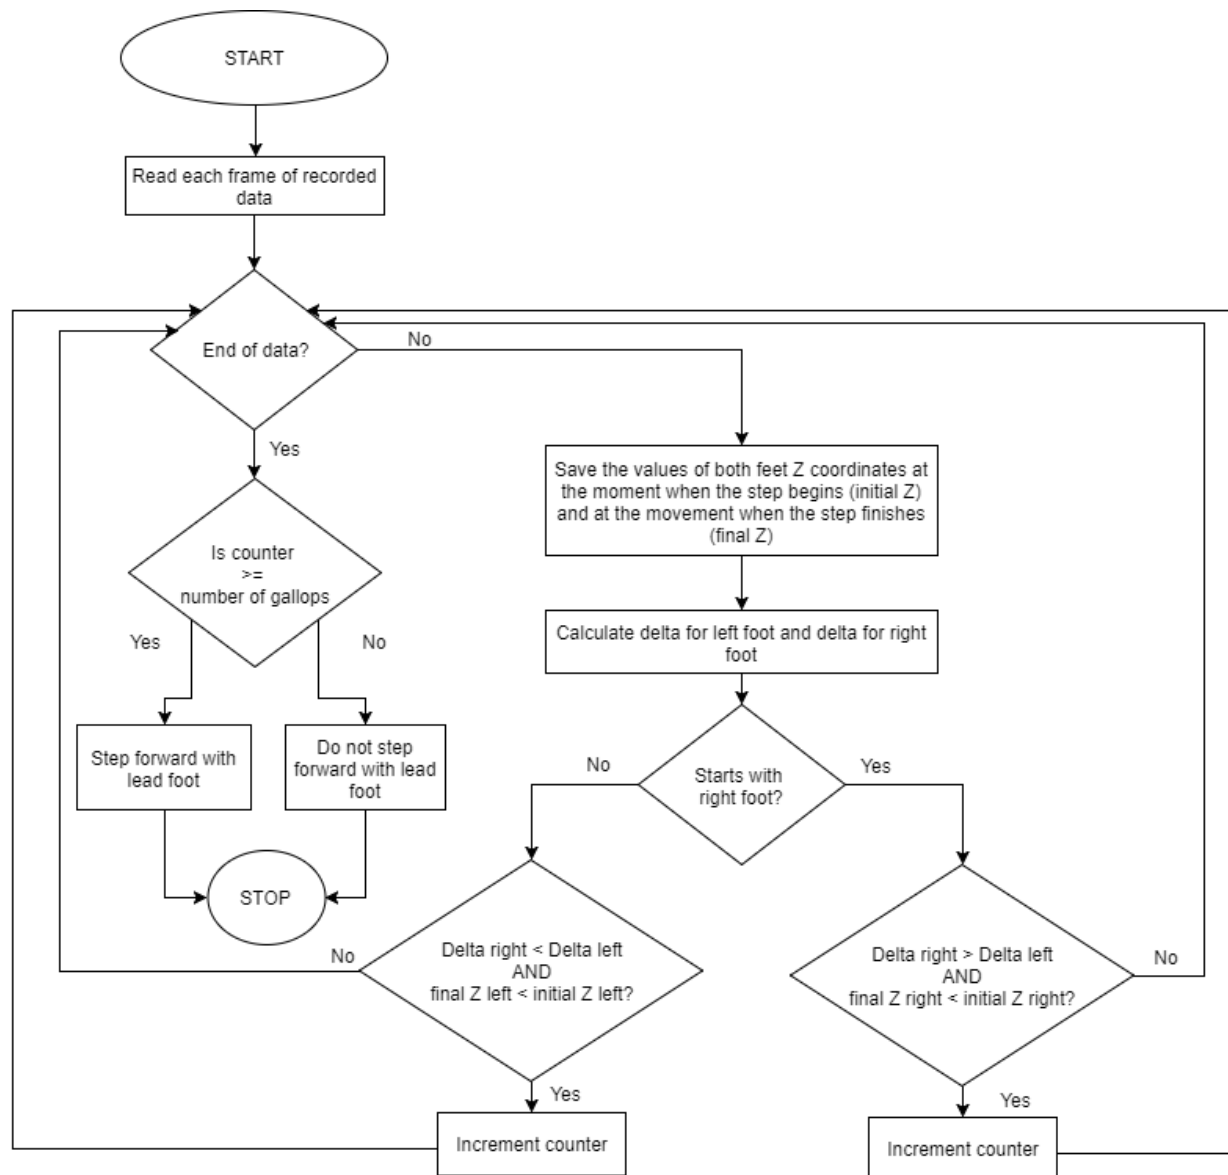 START
Read each frame of recorded
data
End of data?
No
Yes
Save the values of both feet Z coordinates at
the moment when the step begins (initial Z)
and at the movement when the step finishes
(final Z)
Is counter
>=
number of gallops
Yes
No
Calculate delta for left foot and delta for right
foot
Step forward with
lead foot
Do not step
forward with lead
foot
No
Starts with
right foot?
Yes
STOP
No
Delta right < Delta left
AND
final Z left < initial Z left?
Delta right > Delta left
AND
final Z right < initial Z right?
No
Yes
Yes
Increment counter
Increment counter